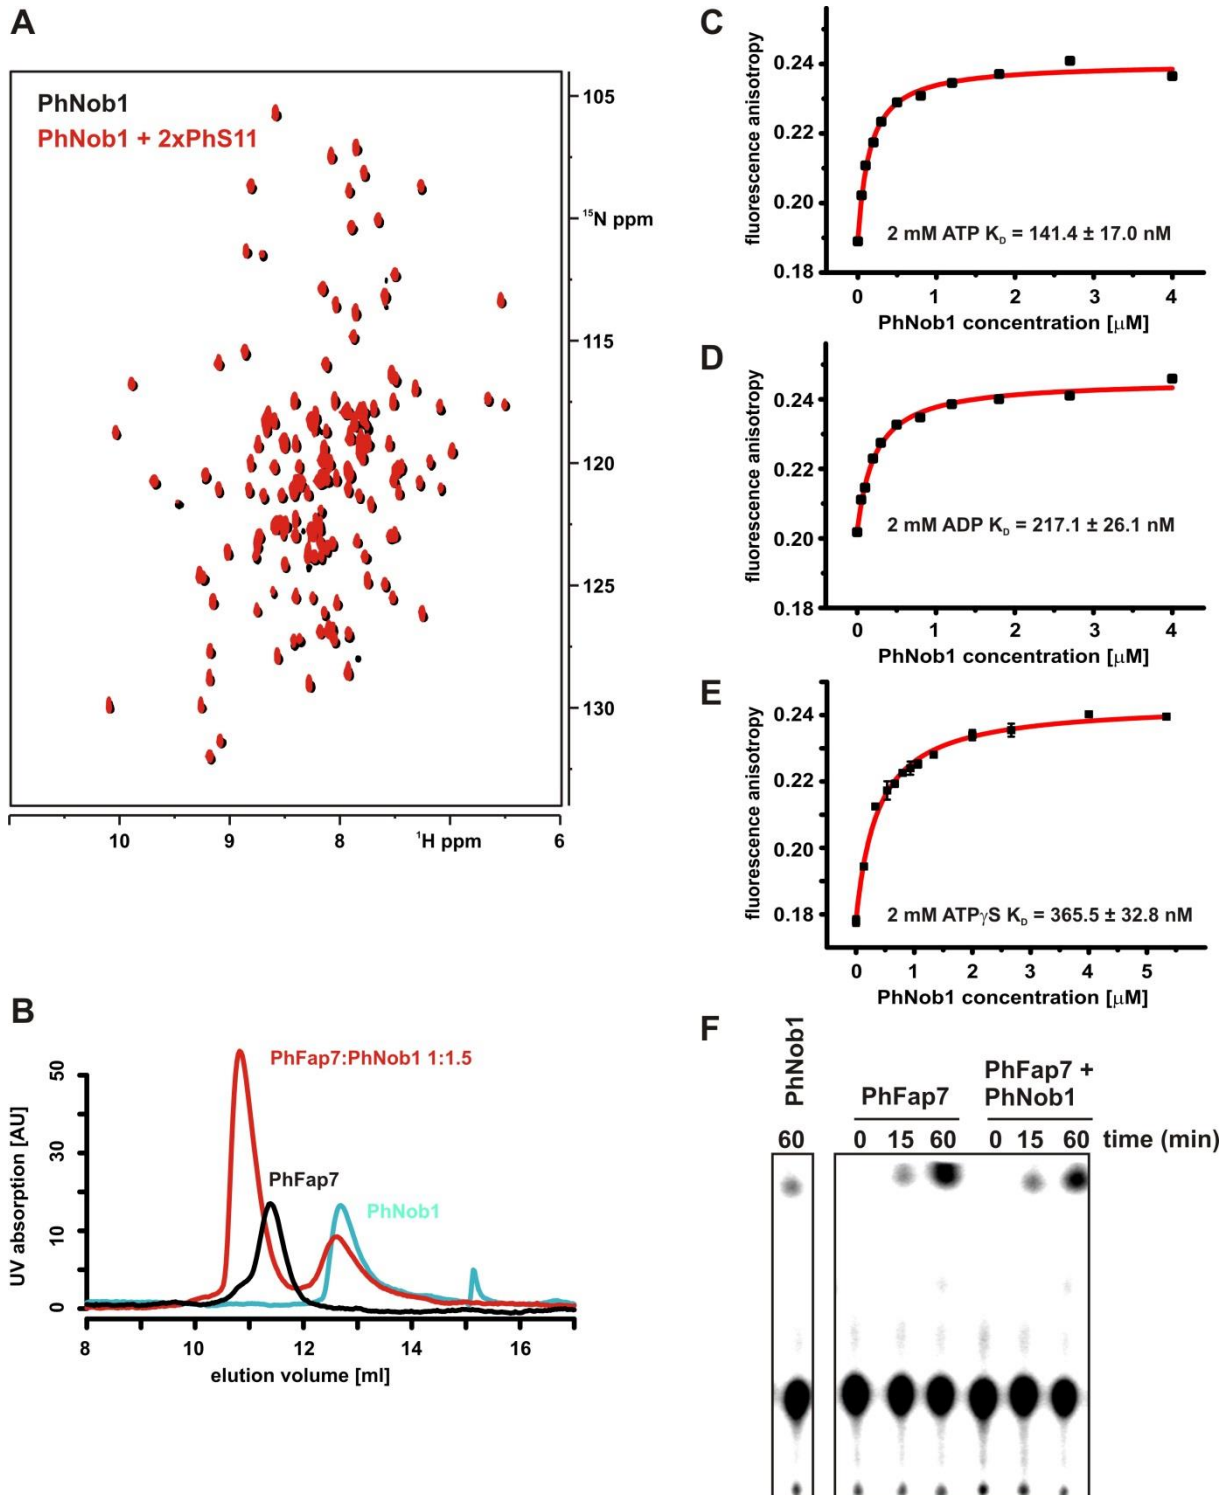 A
PhNob1
PhNob1 + 2xPhS11
105
¹⁵N ppm
110
115
120
125
130
10 9 8 ¹H ppm 6
B
PhFap7:PhNob1 1:1.5
PhFap7
PhNob1
UV absorption [AU]
50
30
10
0
8 10 12 14 16
elution volume [ml]
C
fluorescence anisotropy
0.24
0.22
0.20
0.18
2 mM ATP K_D = 141.4 ± 17.0 nM
0 1 2 3 4
PhNob1 concentration [μM]
D
fluorescence anisotropy
0.24
0.22
0.20
0.18
2 mM ADP K_D = 217.1 ± 26.1 nM
0 1 2 3 4
PhNob1 concentration [μM]
E
fluorescence anisotropy
0.24
0.22
0.20
0.18
2 mM ATPγS K_D = 365.5 ± 32.8 nM
0 1 2 3 4 5
PhNob1 concentration [μM]
F
PhNob1
PhFap7
PhFap7 +
PhNob1
60 0 15 60 0 15 60 time (min)